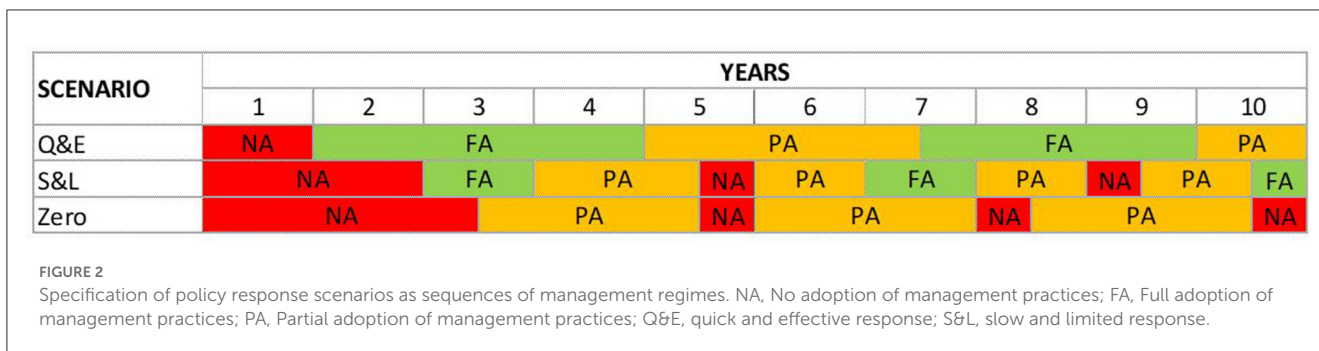 SCENARIO YEARS
1 2 3 4 5 6 7 8 9 10
Q&E NA FA PA FA PA
S&L NA FA PA NA PA FA PA NA PA FA
Zero NA PA NA PA NA PA NA
FIGURE 2
Specification of policy response scenarios as sequences of management regimes. NA, No adoption of management practices; FA, Full adoption of
management practices; PA, Partial adoption of management practices; Q&E, quick and effective response; S&L, slow and limited response.